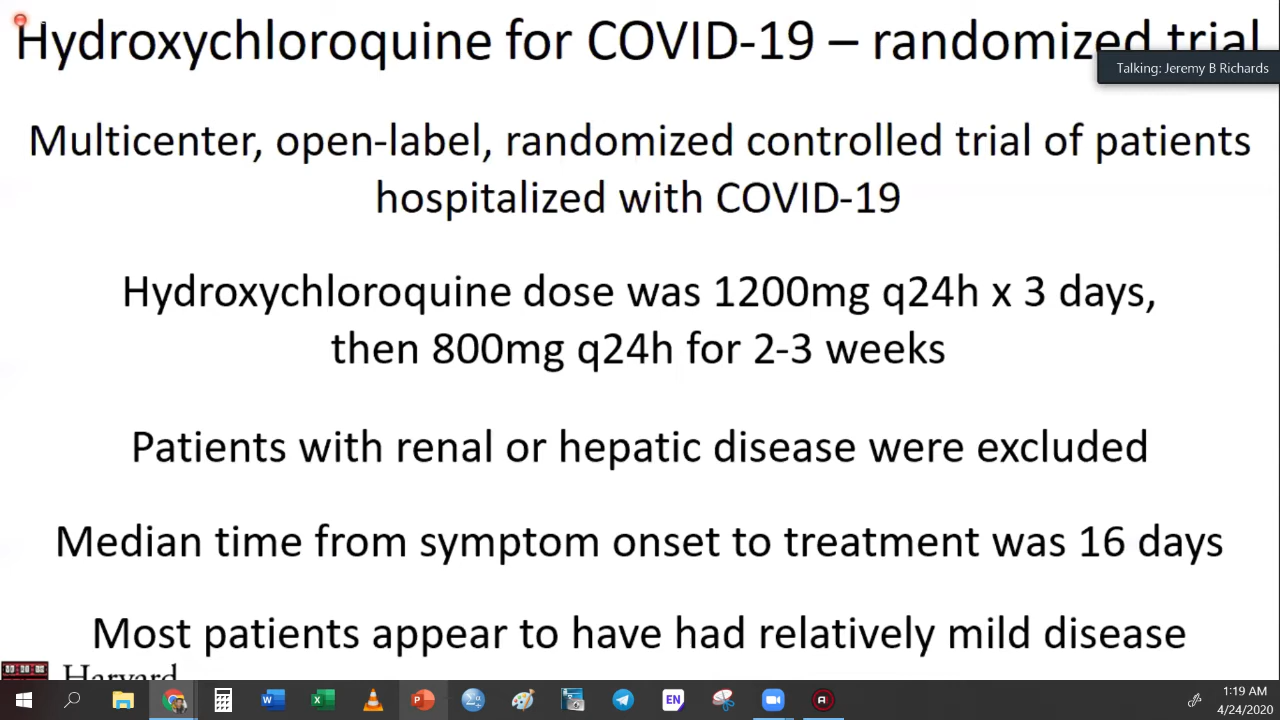 Hydroxychloroquine for COVID-19 – randomized trial
Talking: Jeremy B Richards
Multicenter, open-label, randomized controlled trial of patients
hospitalized with COVID-19
Hydroxychloroquine dose was 1200mg q24h x 3 days,
then 800mg q24h for 2-3 weeks
Patients with renal or hepatic disease were excluded
Median time from symptom onset to treatment was 16 days
Most patients appear to have had relatively mild disease
Harvard
EN
1:19 AM
4/24/2020